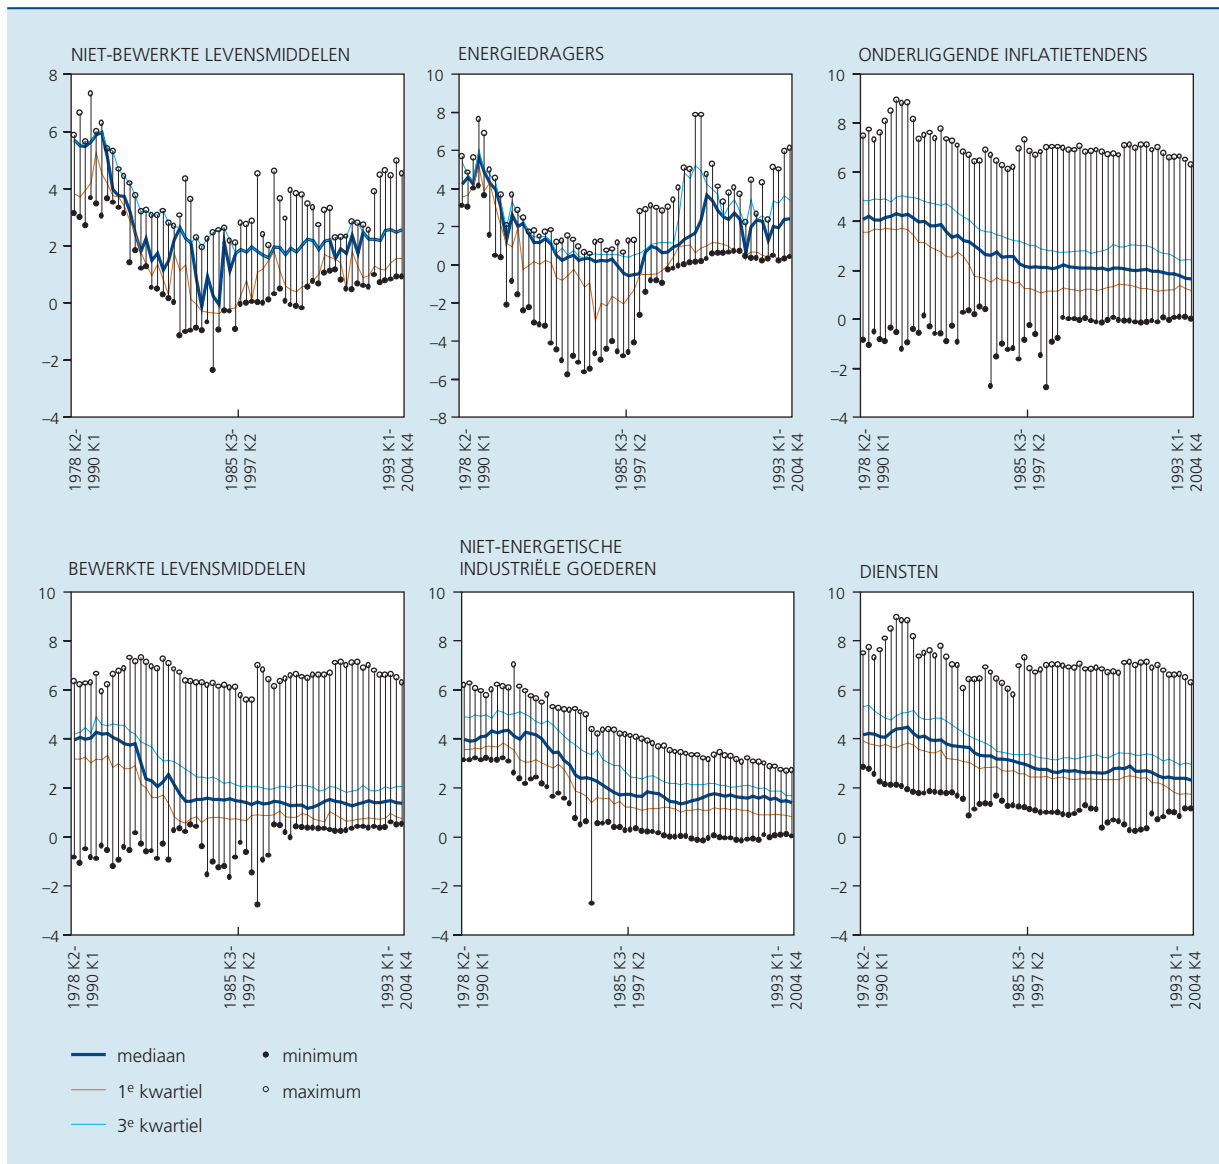 NIET-BEWERKTE LEVENSMIDDELEN
8
6
4
2
0
−2
−4
1978 K2-
1990 K1
1985 K3-
1997 K2
1993 K1-
2004 K4
ENERGIEDRAGERS
10
8
6
4
2
0
−2
−4
−6
−8
1978 K2-
1990 K1
1985 K3-
1997 K2
1993 K1-
2004 K4
ONDERLIGGENDE INFLATIETENDENS
10
8
6
4
2
0
−2
−4
1978 K2-
1990 K1
1985 K3-
1997 K2
1993 K1-
2004 K4
BEWERKTE LEVENSMIDDELEN
10
8
6
4
2
0
−2
−4
1978 K2-
1990 K1
1985 K3-
1997 K2
1993 K1-
2004 K4
NIET-ENERGETISCHE
INDUSTRIËLE GOEDEREN
10
8
6
4
2
0
−2
−4
1978 K2-
1990 K1
1985 K3-
1997 K2
1993 K1-
2004 K4
DIENSTEN
10
8
6
4
2
0
−2
−4
1978 K2-
1990 K1
1985 K3-
1997 K2
1993 K1-
2004 K4
mediaan
1e kwartiel
3e kwartiel
minimum
maximum